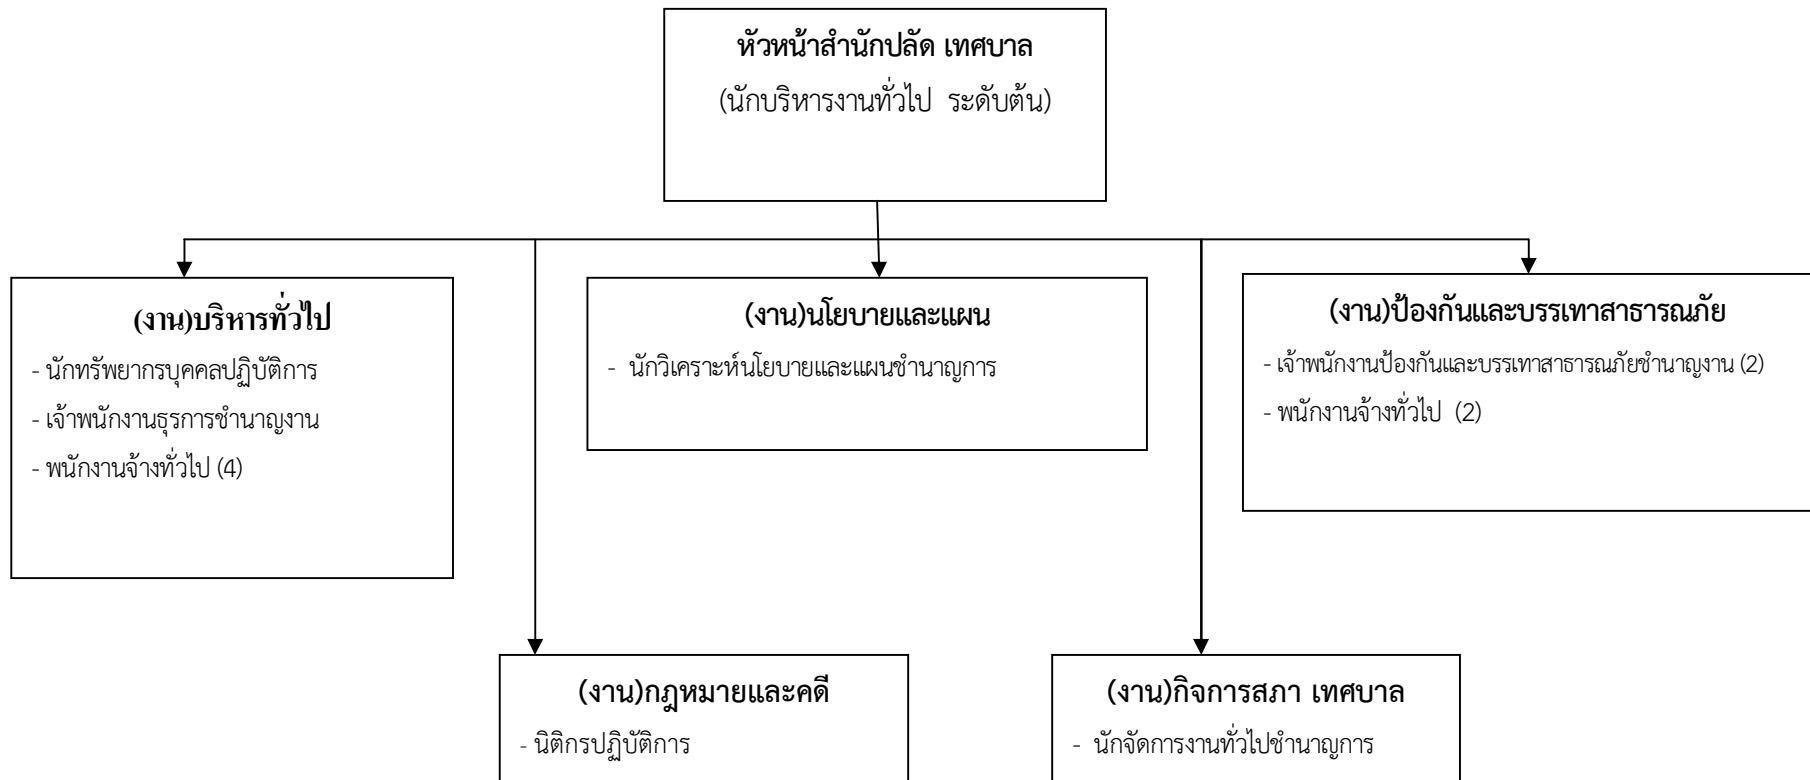 หัวหน้าสำนักปลัด เทศบาล
(นักบริหารงานทั่วไป ระดับต้น)
(งาน)บริหารทั่วไป
- นักทรัพยากรบุคคลปฏิบัติการ
- เจ้าพนักงานธุรการชำนาญงาน
- พนักงานจ้างทั่วไป (4)
(งาน)นโยบายและแผน
- นักวิเคราะห์นโยบายและแผนชำนาญการ
(งาน)ป้องกันและบรรเทาสาธารณภัย
- เจ้าพนักงานป้องกันและบรรเทาสาธารณภัยชำนาญงาน (2)
- พนักงานจ้างทั่วไป (2)
(งาน)กฎหมายและคดี
- นิติกรปฏิบัติการ
(งาน)กิจการสภา เทศบาล
- นักจัดการงานทั่วไปชำนาญการ